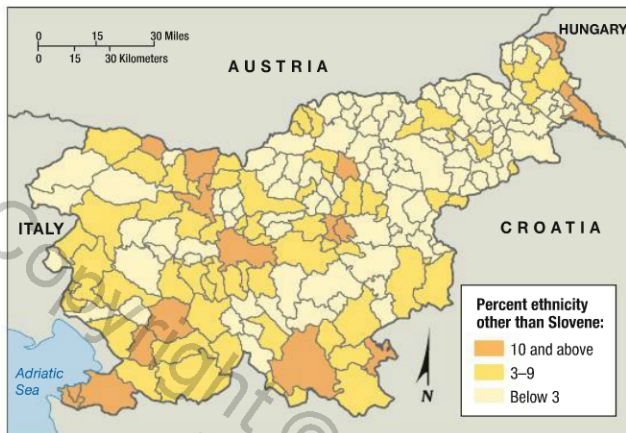 0 15 30 Miles
0 15 30 Kilometers
AUSTRIA
HUNGARY
ITALY
CROATIA
Adriatic
Sea
N
Percent ethnicity
other than Slovene:
10 and above
3–9
Below 3
Copyright ©